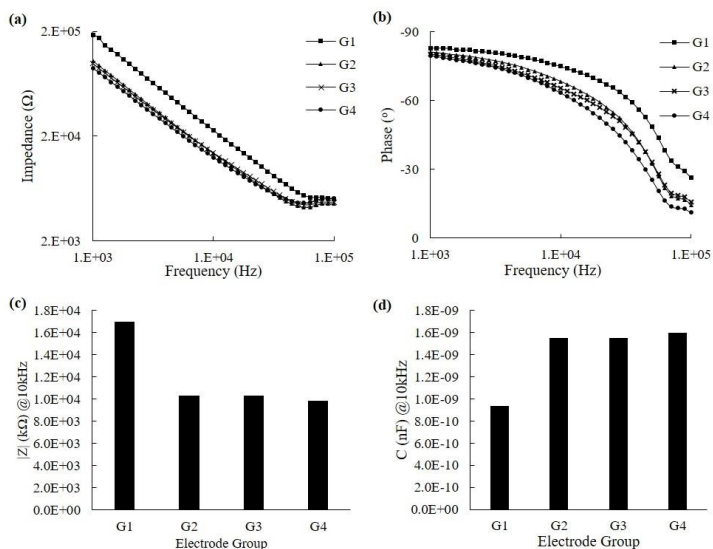 (a)
2.E+05
2.E+04
2.E+03
Impedance (Ω)
1.E+03
1.E+04
1.E+05
Frequency (Hz)
G1
G2
G3
G4
(b)
-90
-60
-30
0
Phase (°)
1.E+03
1.E+04
1.E+05
Frequency (Hz)
G1
G2
G3
G4
(c)
1.8E+04
1.6E+04
1.4E+04
1.2E+04
1.0E+04
8.0E+03
6.0E+03
4.0E+03
2.0E+03
0.0E+00
|Z| (kΩ) @10kHz
G1 G2 G3 G4
Electrode Group
(d)
1.8E-09
1.6E-09
1.4E-09
1.2E-09
1.0E-09
8.0E-10
6.0E-10
4.0E-10
2.0E-10
0.0E+00
C (nF) @10kHz
G1 G2 G3 G4
Electrode Group